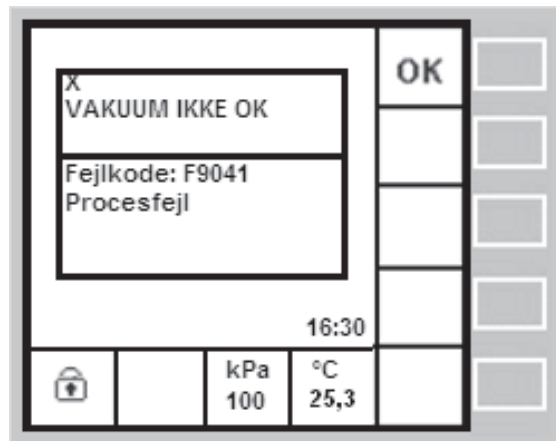 X
VAKUUM IKKE OK
OK
Fejlkode: F9041
Procesfejl
16:30
kPa
100
°C
25,3